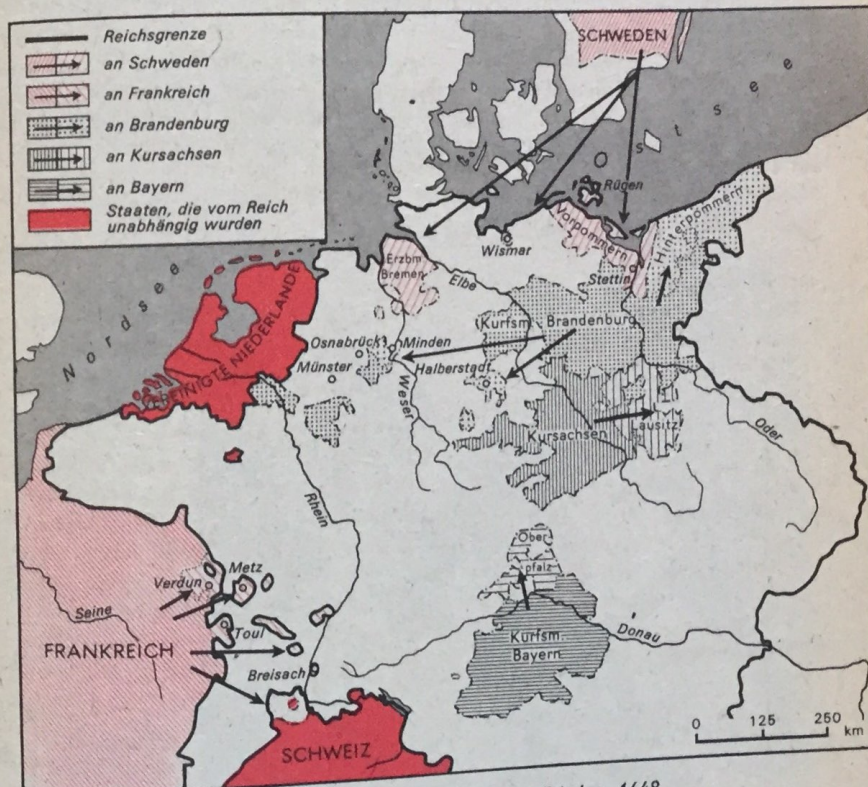 Reichsgrenze
an Schweden
an Frankreich
an Brandenburg
an Kursachsen
an Bayern
Staaten, die vom Reich
unabhängig wurden
SCHWEDEN
Ostsee
Rügen
Nordsee
Wismar
Vorpommern
Hinterpommern
Stettin
Erzbm.
Bremen
Elbe
VEREINIGTE NIEDERLANDE
Kurfsm.
Brandenburg
Osnabrück
Minden
Münster
Halberstadt
Weser
Kursachsen
Lausitz
Oder
Rhein
Ober
pfalz
Verdun
Metz
Seine
Toul
FRANKREICH
Kurfsm.
Bayern
Donau
Breisach
SCHWEIZ
0 125 250
km
1648